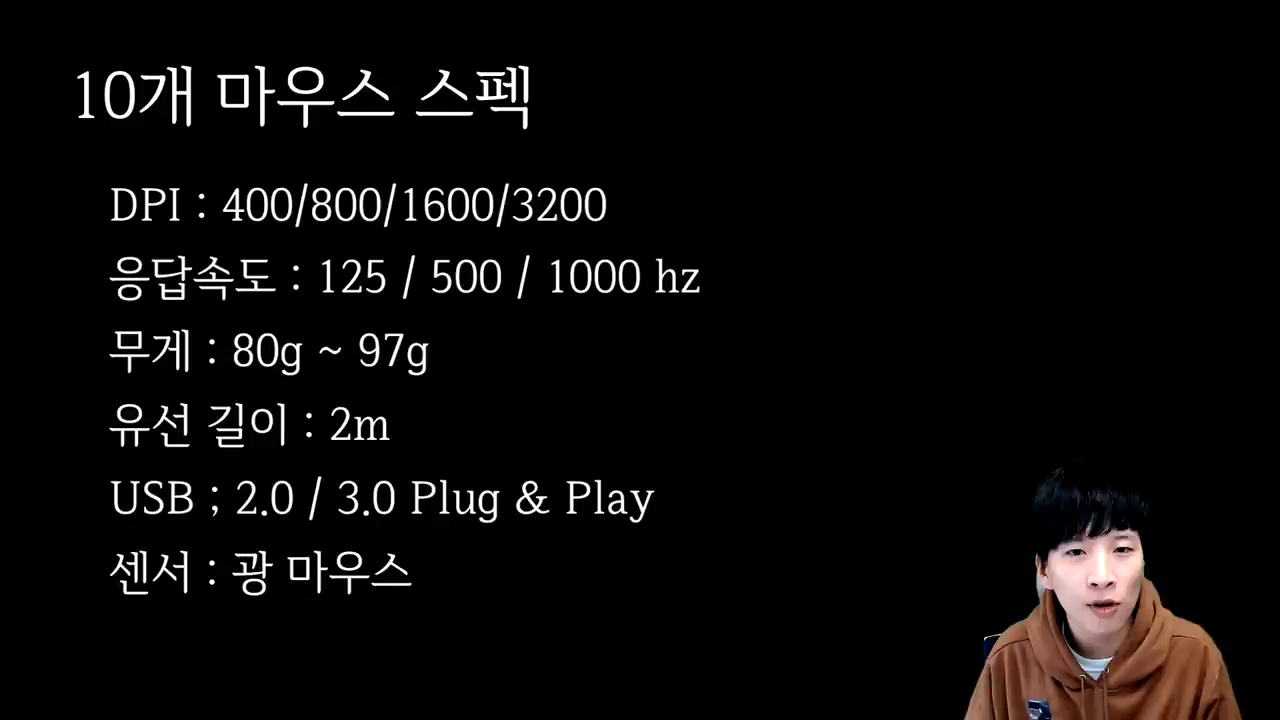 10개 마우스 스펙
DPI : 400/800/1600/3200
응답속도 : 125 / 500 / 1000 hz
무게 : 80g ~ 97g
유선 길이 : 2m
USB ; 2.0 / 3.0 Plug & Play
센서 : 광 마우스